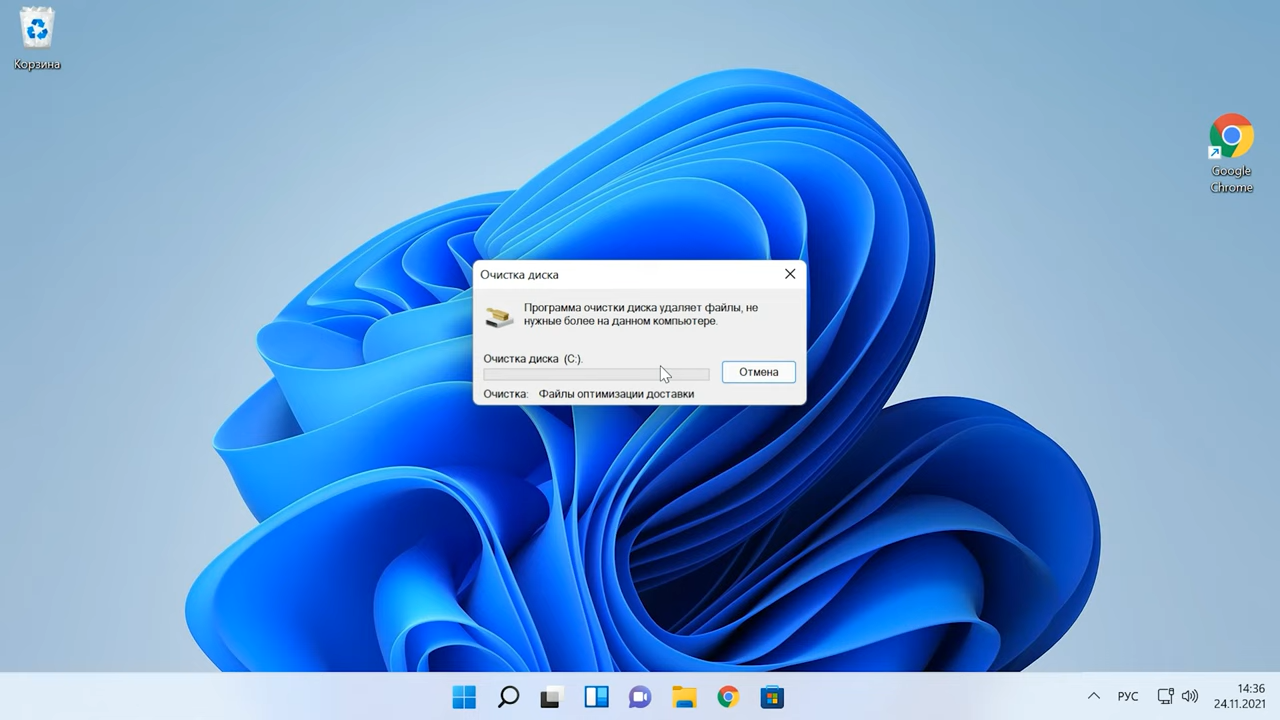 Корзина
Google
Chrome
Очистка диска
Программа очистки диска удаляет файлы, не
нужные более на данном компьютере.
Очистка диска (C:).
Отмена
Очистка: Файлы оптимизации доставки
РУС
14:36
24.11.2021